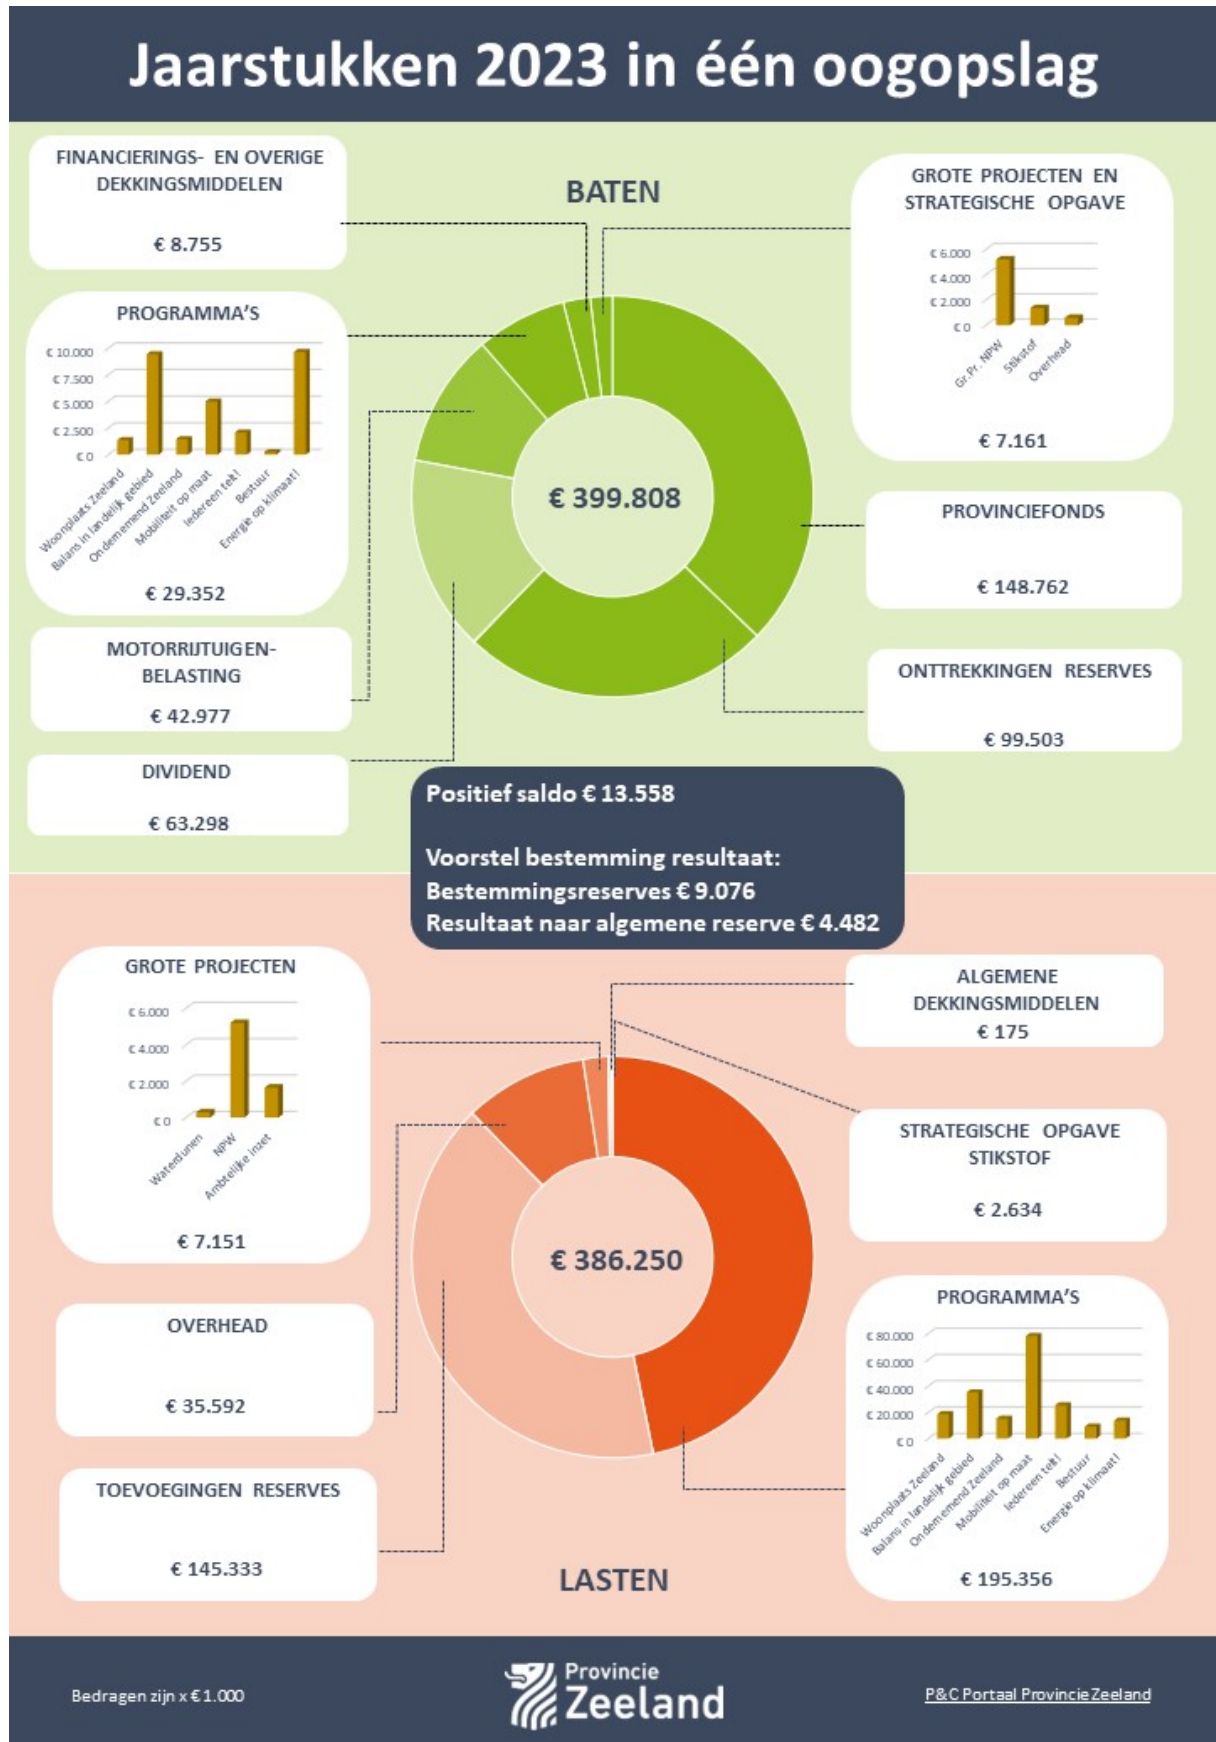 Jaarstukken 2023 in één oogopslag
FINANCIERINGS- EN OVERIGE
DEKKINGSMIDDELEN
€ 8.755
BATEN
GROTE PROJECTEN EN
STRATEGISCHE OPGAVE
€ 6.000
€ 4.000
€ 2.000
€ 0
Gr.Pr. NPW
Stikstof
Overhead
€ 7.161
PROGRAMMA'S
€ 10.000
€ 7.500
€ 5.000
€ 2.500
€ 0
Woonplaats Zeeland
Balans in landelijk gebied
Ondernemend Zeeland
Mobiliteit op maat
Iedereen telt!
Bestuur
Energie op klimaat!
€ 29.352
€ 399.808
PROVINCIEFONDS
€ 148.762
MOTORRIJTUIGEN-
BELASTING
€ 42.977
ONTTREKKINGEN RESERVES
€ 99.503
DIVIDEND
€ 63.298
Positief saldo € 13.558
Voorstel bestemming resultaat:
Bestemmingsreserves € 9.076
Resultaat naar algemene reserve € 4.482
GROTE PROJECTEN
€ 6.000
€ 4.000
€ 2.000
€ 0
Waterdunen
NPW
Ambtelijke inzet
€ 7.151
ALGEMENE
DEKKINGSMIDDELEN
€ 175
STRATEGISCHE OPGAVE
STIKSTOF
€ 2.634
€ 386.250
OVERHEAD
€ 35.592
PROGRAMMA'S
€ 80.000
€ 60.000
€ 40.000
€ 20.000
€ 0
Woonplaats Zeeland
Balans in landelijk gebied
Ondernemend Zeeland
Mobiliteit op maat
Iedereen telt!
Bestuur
Energie op klimaat!
€ 195.356
TOEVOEGINGEN RESERVES
€ 145.333
LASTEN
Bedragen zijn x € 1.000
Provincie
Zeeland
P&C Portaal Provincie Zeeland